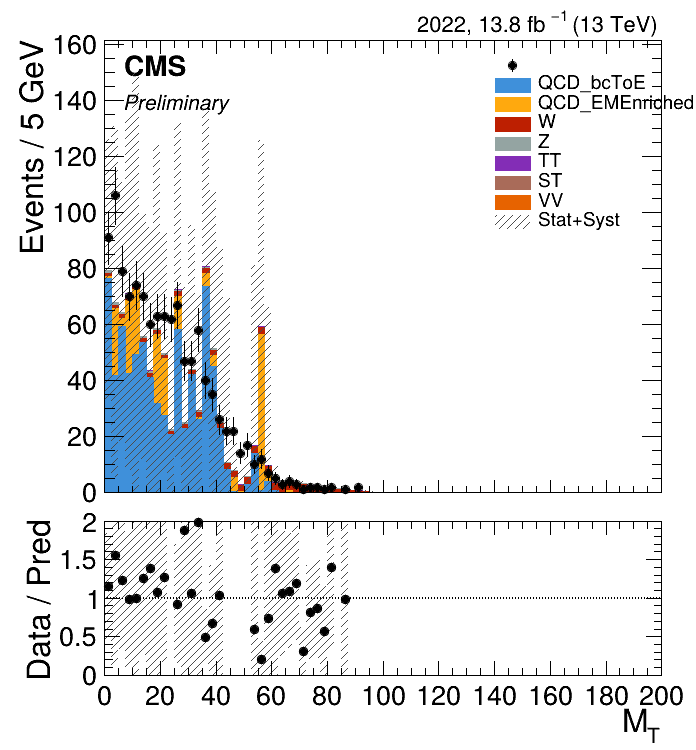 2022, 13.8 fb⁻¹ (13 TeV)
CMS
Preliminary
QCD_bcToE
QCD_EMEnriched
W
Z
TT
ST
VV
Stat+Syst
Events / 5 GeV
160
140
120
100
80
60
40
20
0
Data / Pred
2
1.5
1
0.5
0
0 20 40 60 80 100 120 140 160 180 200
M_T